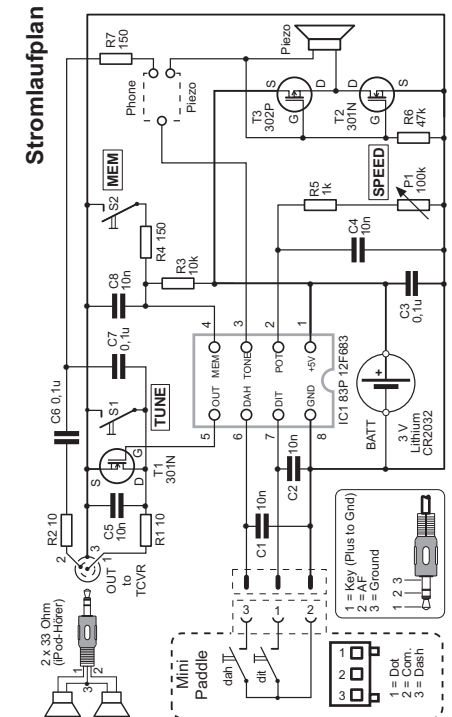 Stromlaufplan
2 x 33 Ohm
(iPod-Hörer)
1
3
2
OUT
to
TCVR
2
3
1
R2 10
R1 10
C5
10n
S
D
G
T1
301N
S1
TUNE
C6 0,1u
C7
0,1u
C8
10n
S2
MEM
R4 150
R3
10k
R7
150
Phone
Piezo
Piezo
T3
302P
S
G
D
T2
301N
D
G
S
R6
47k
SPEED
R5
1k
P1
100k
C4
10n
C3
0,1u
5
6
7
8
OUT MEM
DAH TONE
DIT POT
GND +5V
4
3
2
1
IC1 83P 12F683
BATT
+
3 V
Lithium
CR2032
C1
10n
C2
10n
Mini
Paddle
dah
dit
3
1
2
1
2
3
1 = Dot
2 = Com.
3 = Dash
1 = Key (Plus to Gnd)
2 = AF
3 = Ground
1 2 3